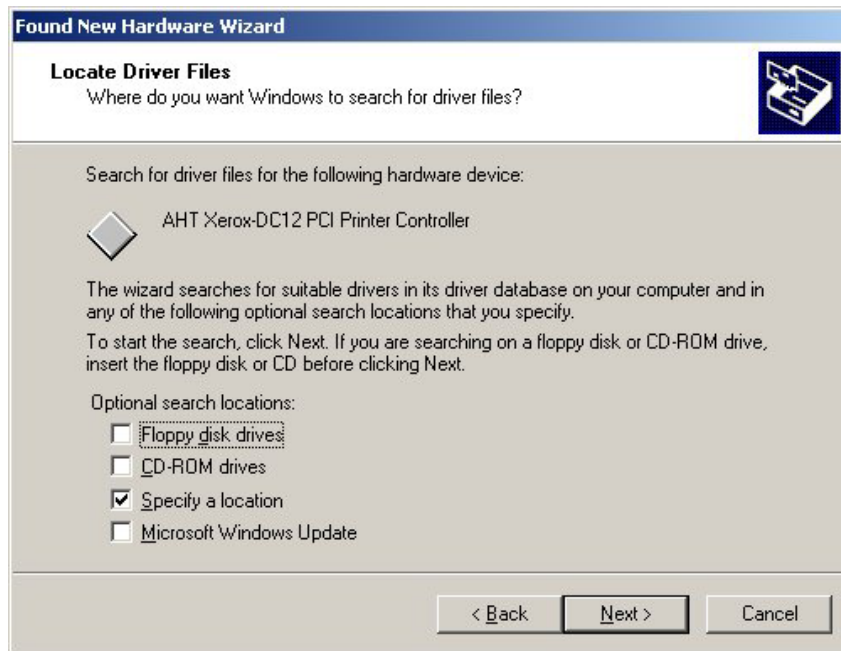 Found New Hardware Wizard
Locate Driver Files
Where do you want Windows to search for driver files?
Search for driver files for the following hardware device:
AHT Xerox-DC12 PCI Printer Controller
The wizard searches for suitable drivers in its driver database on your computer and in
any of the following optional search locations that you specify.
To start the search, click Next. If you are searching on a floppy disk or CD-ROM drive,
insert the floppy disk or CD before clicking Next.
Optional search locations:
Floppy disk drives
CD-ROM drives
Specify a location
Microsoft Windows Update
< Back Next > Cancel